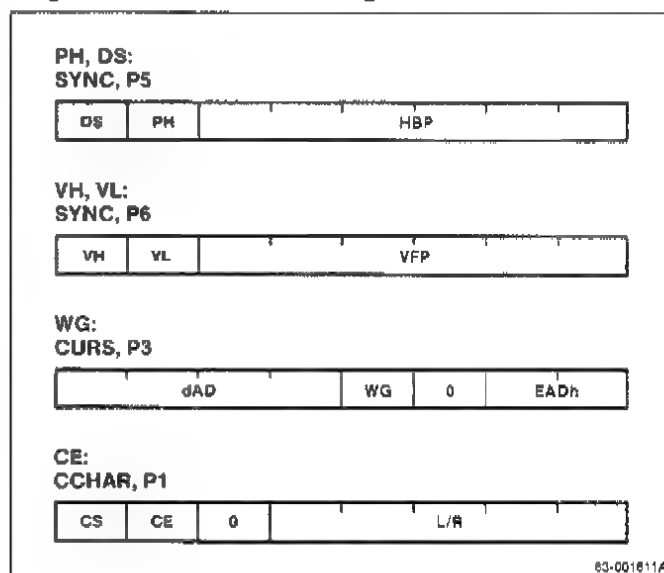 PH, DS:
SYNC, P5
DS PH HBP
VH, VL:
SYNC, P6
VH VL VFP
WG:
CURS, P3
dAD WG 0 EADh
CE:
CCHAR, P1
CS CE 0 L/R
83-001611A